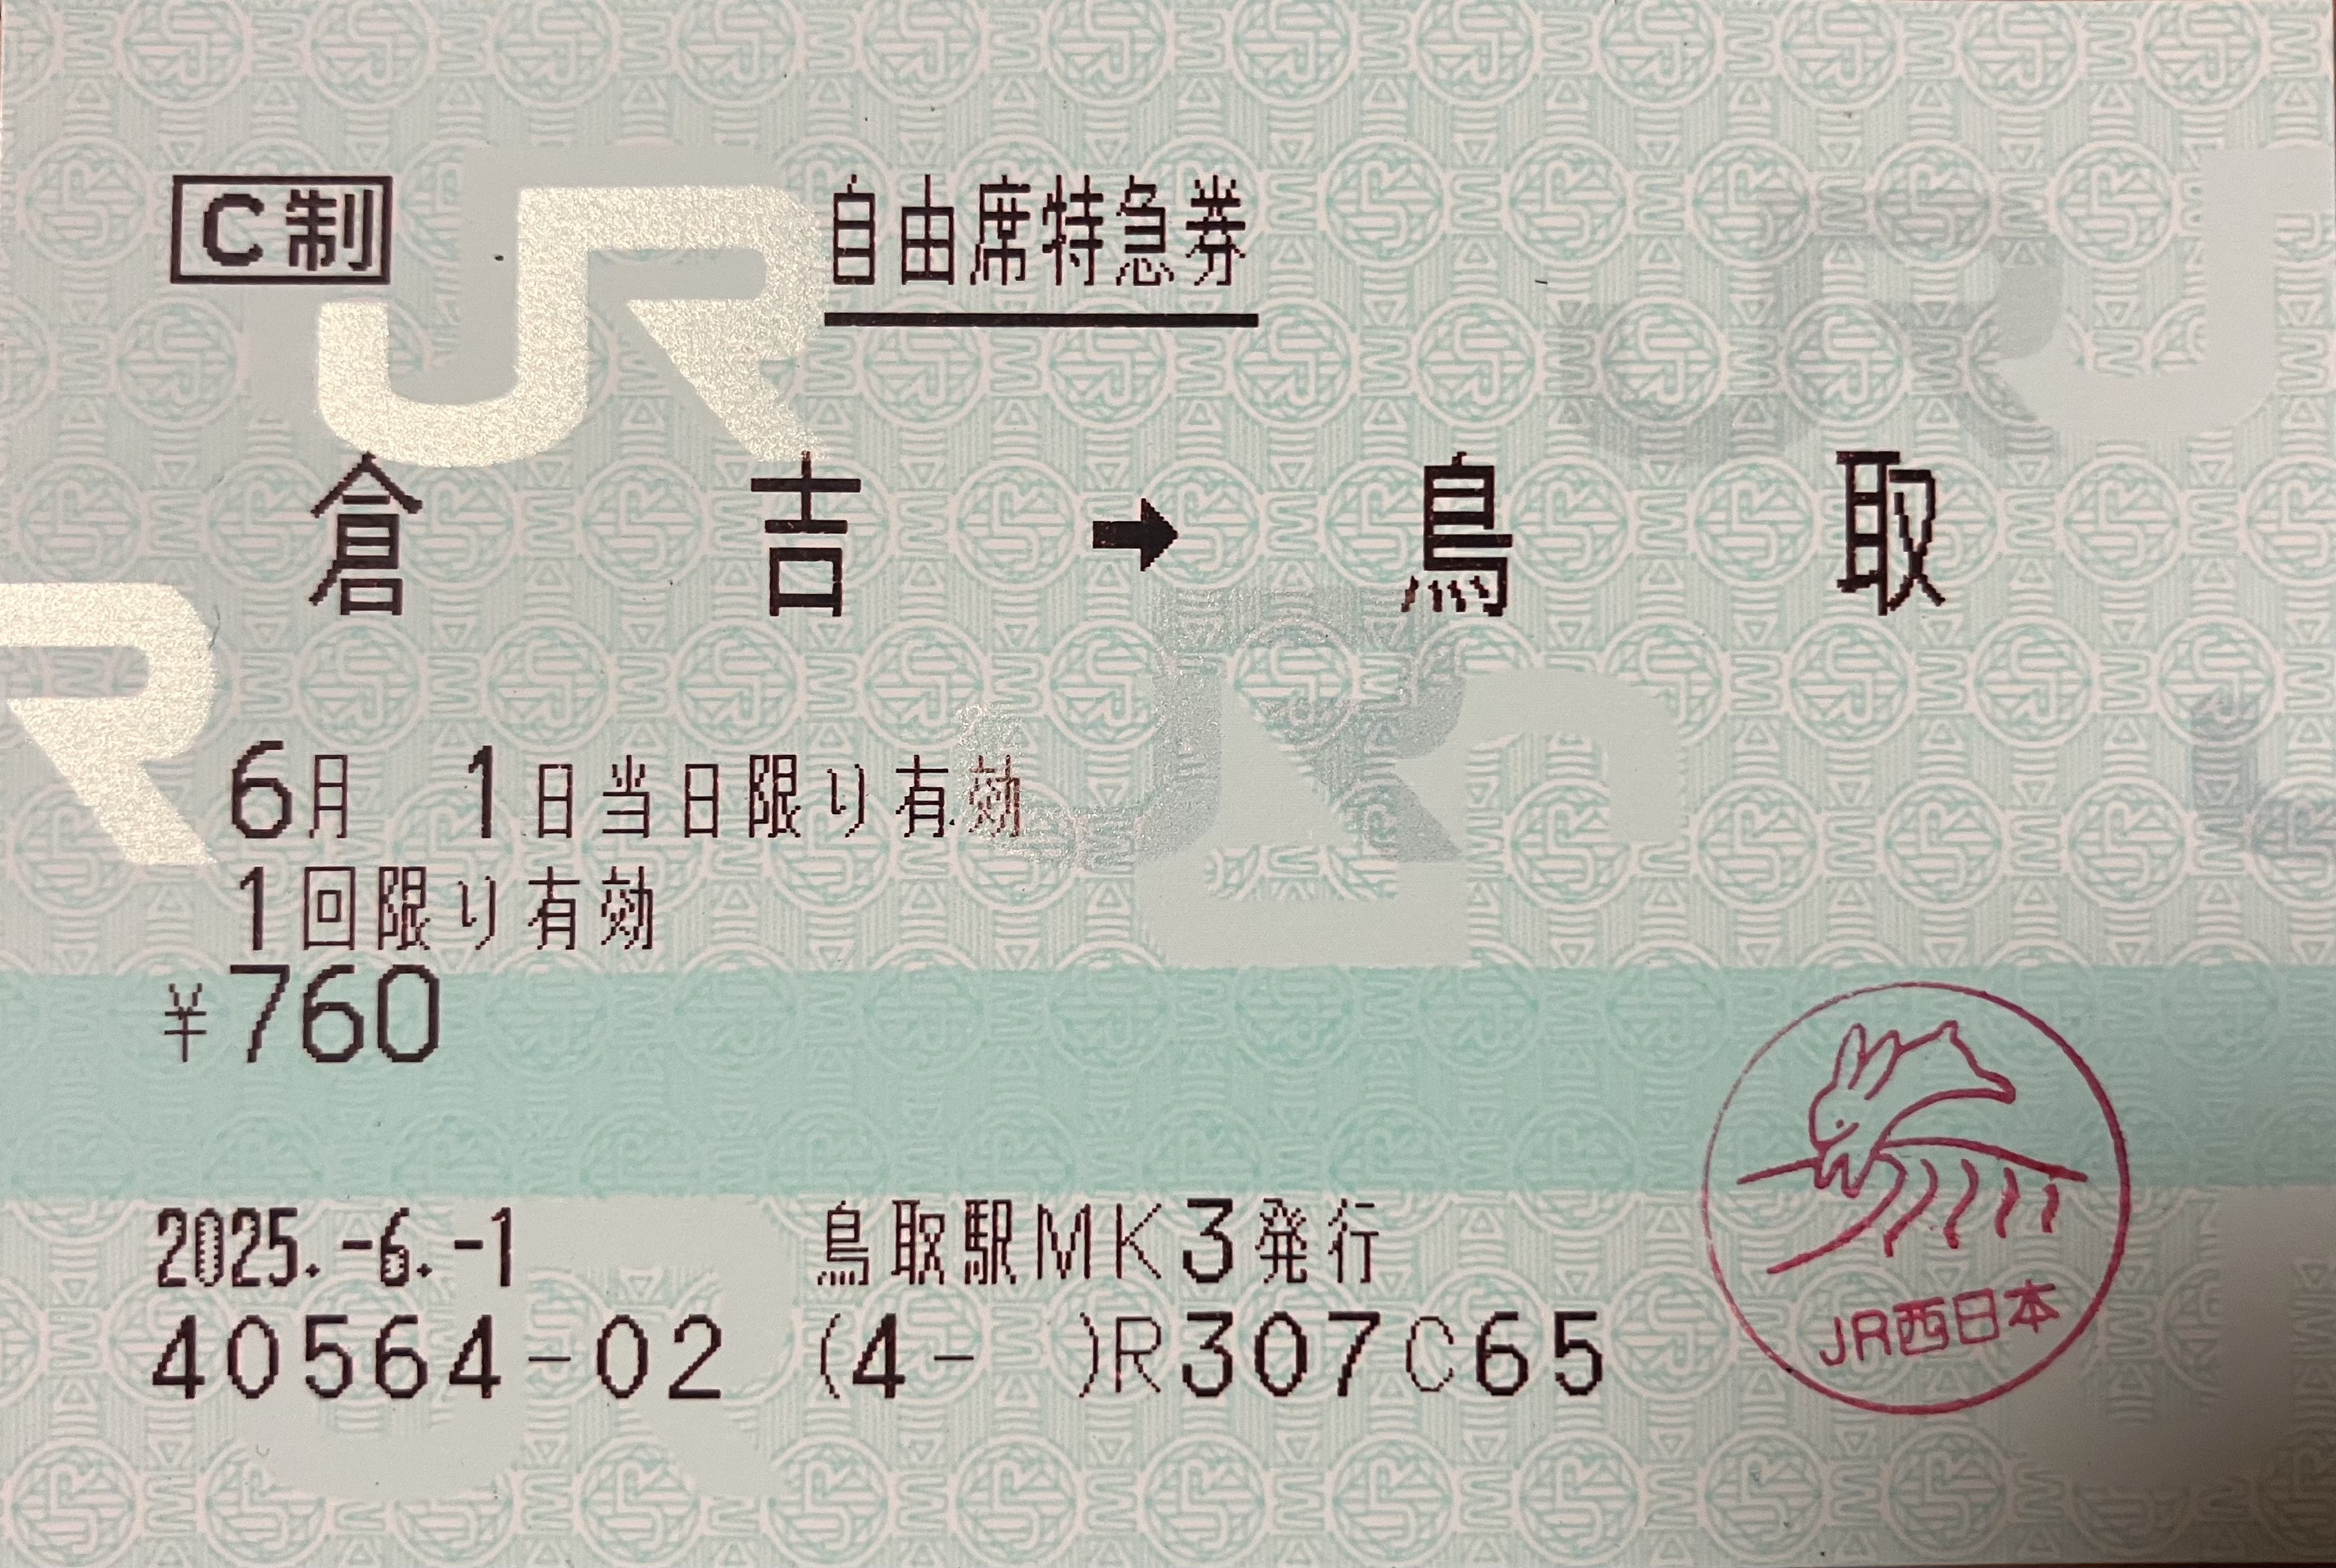 C制 自由席特急券
倉吉➡鳥取
6月 1日当日限り有効
1回限り有効
¥760
2025.-6.-1 鳥取駅MK3発行
40564-02 (4- )R307C65
JR西日本